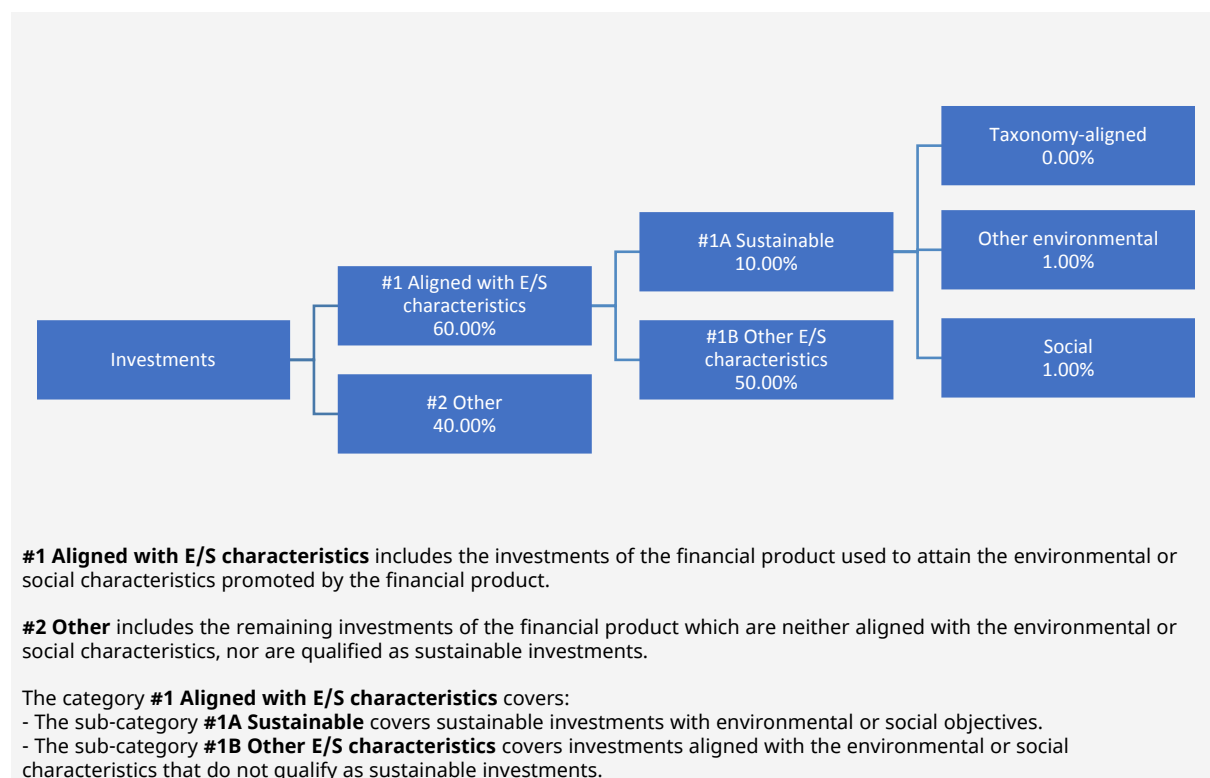 Taxonomy-aligned
0.00%
#1A Sustainable
10.00%
Other environmental
1.00%
#1 Aligned with E/S
characteristics
60.00%
Investments
#1B Other E/S
characteristics
50.00%
Social
1.00%
#2 Other
40.00%
#1 Aligned with E/S characteristics includes the investments of the financial product used to attain the environmental or
social characteristics promoted by the financial product.
#2 Other includes the remaining investments of the financial product which are neither aligned with the environmental or
social characteristics, nor are qualified as sustainable investments.
The category #1 Aligned with E/S characteristics covers:
- The sub-category #1A Sustainable covers sustainable investments with environmental or social objectives.
- The sub-category #1B Other E/S characteristics covers investments aligned with the environmental or social
characteristics that do not qualify as sustainable investments.